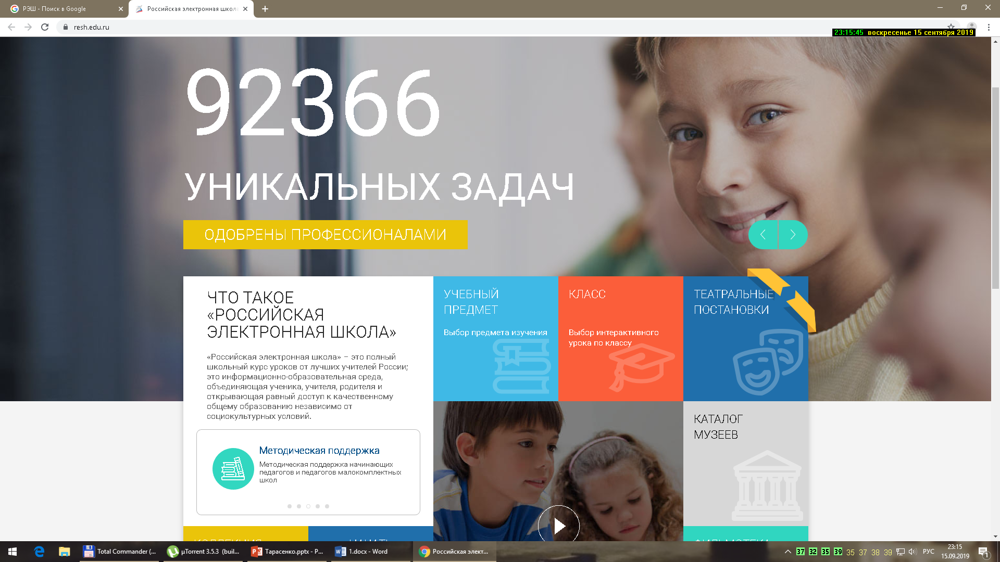 РЭШ - Поиск в Google
Российская электронная школа
resh.edu.ru
23:15:45 воскресенье 15 сентября 2019
92366
УНИКАЛЬНЫХ ЗАДАЧ
ОДОБРЕНЫ ПРОФЕССИОНАЛАМИ
ЧТО ТАКОЕ
«РОССИЙСКАЯ
ЭЛЕКТРОННАЯ ШКОЛА»
«Российская электронная школа» – это полный
школьный курс уроков от лучших учителей России;
это информационно-образовательная среда,
объединяющая ученика, учителя, родителя и
открывающая равный доступ к качественному
общему образованию независимо от
социокультурных условий.
Методическая поддержка
Методическая поддержка начинающих
педагогов и педагогов малокомплектных
школ
УЧЕБНЫЙ
ПРЕДМЕТ
Выбор предмета изучения
КЛАСС
Выбор интерактивного
урока по классу
ТЕАТРАЛЬНЫЕ
ПОСТАНОВКИ
КАТАЛОГ
МУЗЕЕВ
КОЛЛЕКЦИЯ
ФИЛЬМОТЕКА
Total Commander (...
µTorrent 3.5.3 (buil...
Тарасенко.pptx - P...
1.docx - Word
Российская элект...
37 32 35 39 35 37 38 39
РУС
23:15
15.09.2019
1